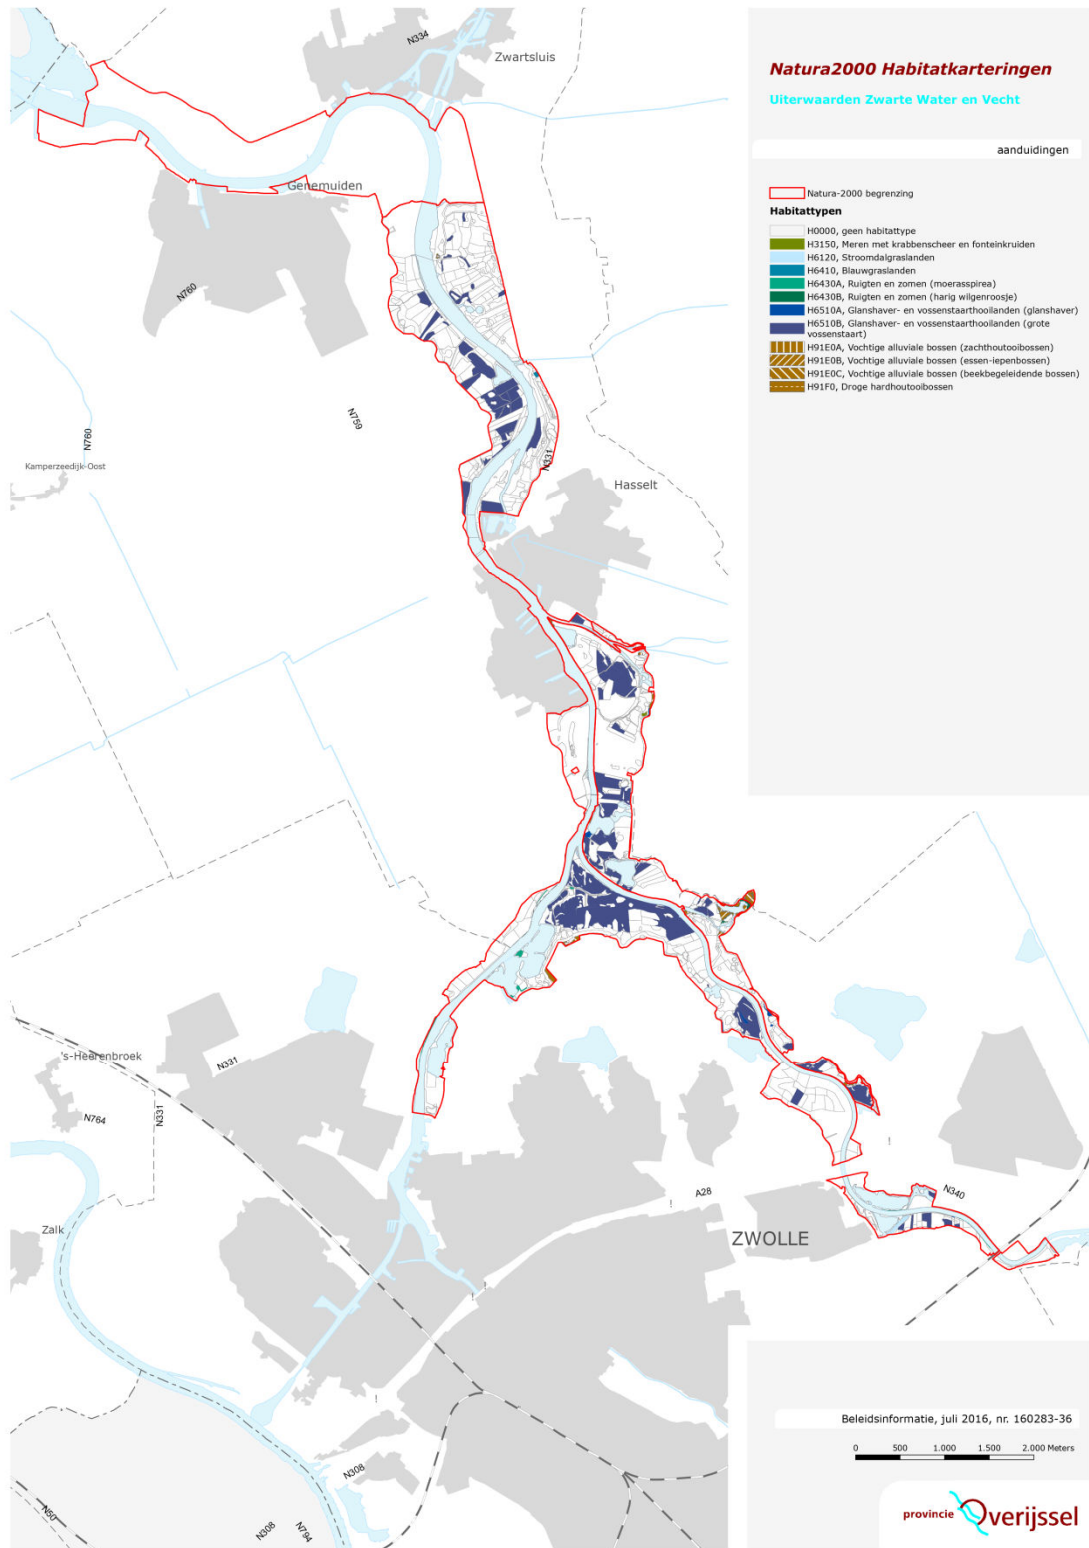 N334
Zwartsluis
Genemuiden
N760
N760
N759
Kamperzeedijk-Oost
N331
Hasselt
's-Heerenbroek
N331
N764
N331
Zalk
A28
N340
ZWOLLE
N308
N50
N308
N794
Natura2000 Habitatkarteringen
Uiterwaarden Zwarte Water en Vecht
aanduidingen
Natura-2000 begrenzing
Habitattypen
H0000, geen habitattype
H3150, Meren met krabbenscheer en fonteinkruiden
H6120, Stroomdalgraslanden
H6410, Blauwgraslanden
H6430A, Ruigten en zomen (moerasspirea)
H6430B, Ruigten en zomen (harig wilgenroosje)
H6510A, Glanshaver- en vossenstaarthooilanden (glanshaver)
H6510B, Glanshaver- en vossenstaarthooilanden (grote
vossenstaart)
H91E0A, Vochtige alluviale bossen (zachthoutooibossen)
H91E0B, Vochtige alluviale bossen (essen-iepenbossen)
H91E0C, Vochtige alluviale bossen (beekbegeleidende bossen)
H91F0, Droge hardhoutooibossen
Beleidsinformatie, juli 2016, nr. 160283-36
0 500 1.000 1.500 2.000 Meters
provincie Overijssel